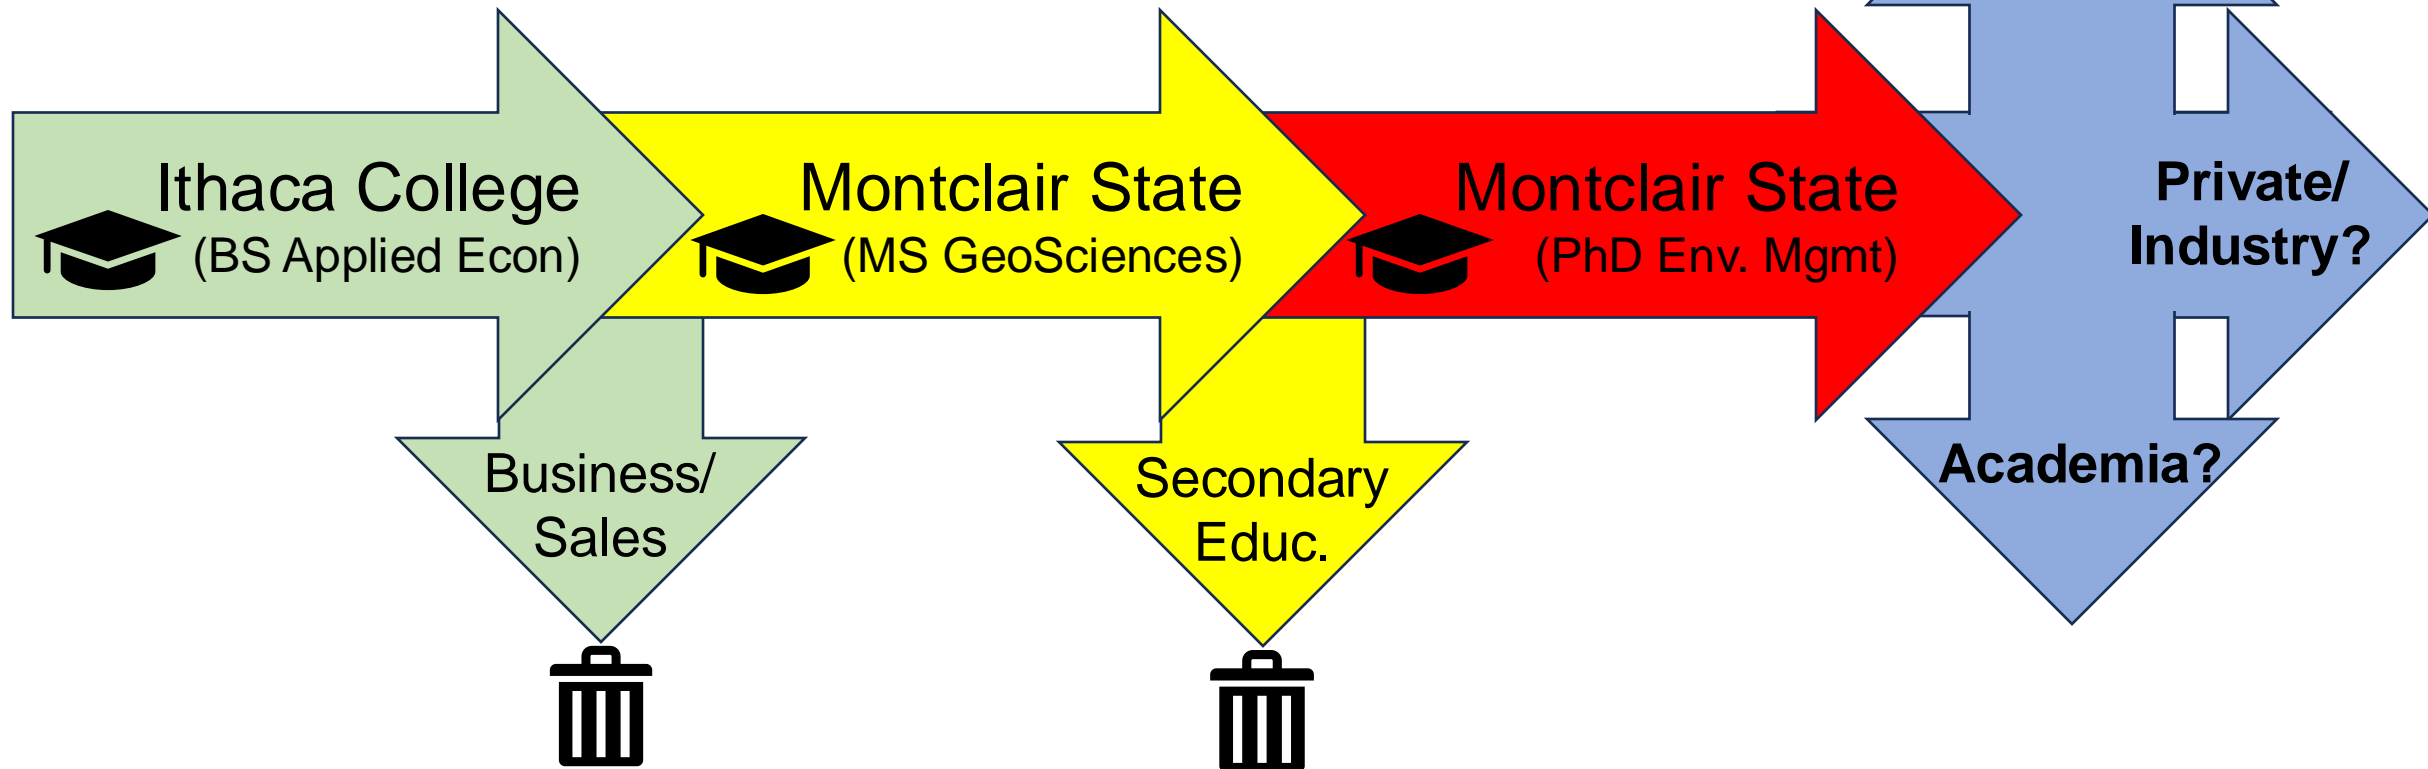 Ithaca College
(BS Applied Econ)
Montclair State
(MS GeoSciences)
Montclair State
(PhD Env. Mgmt)
Private/
Industry?
Business/
Sales
Secondary
Educ.
Academia?